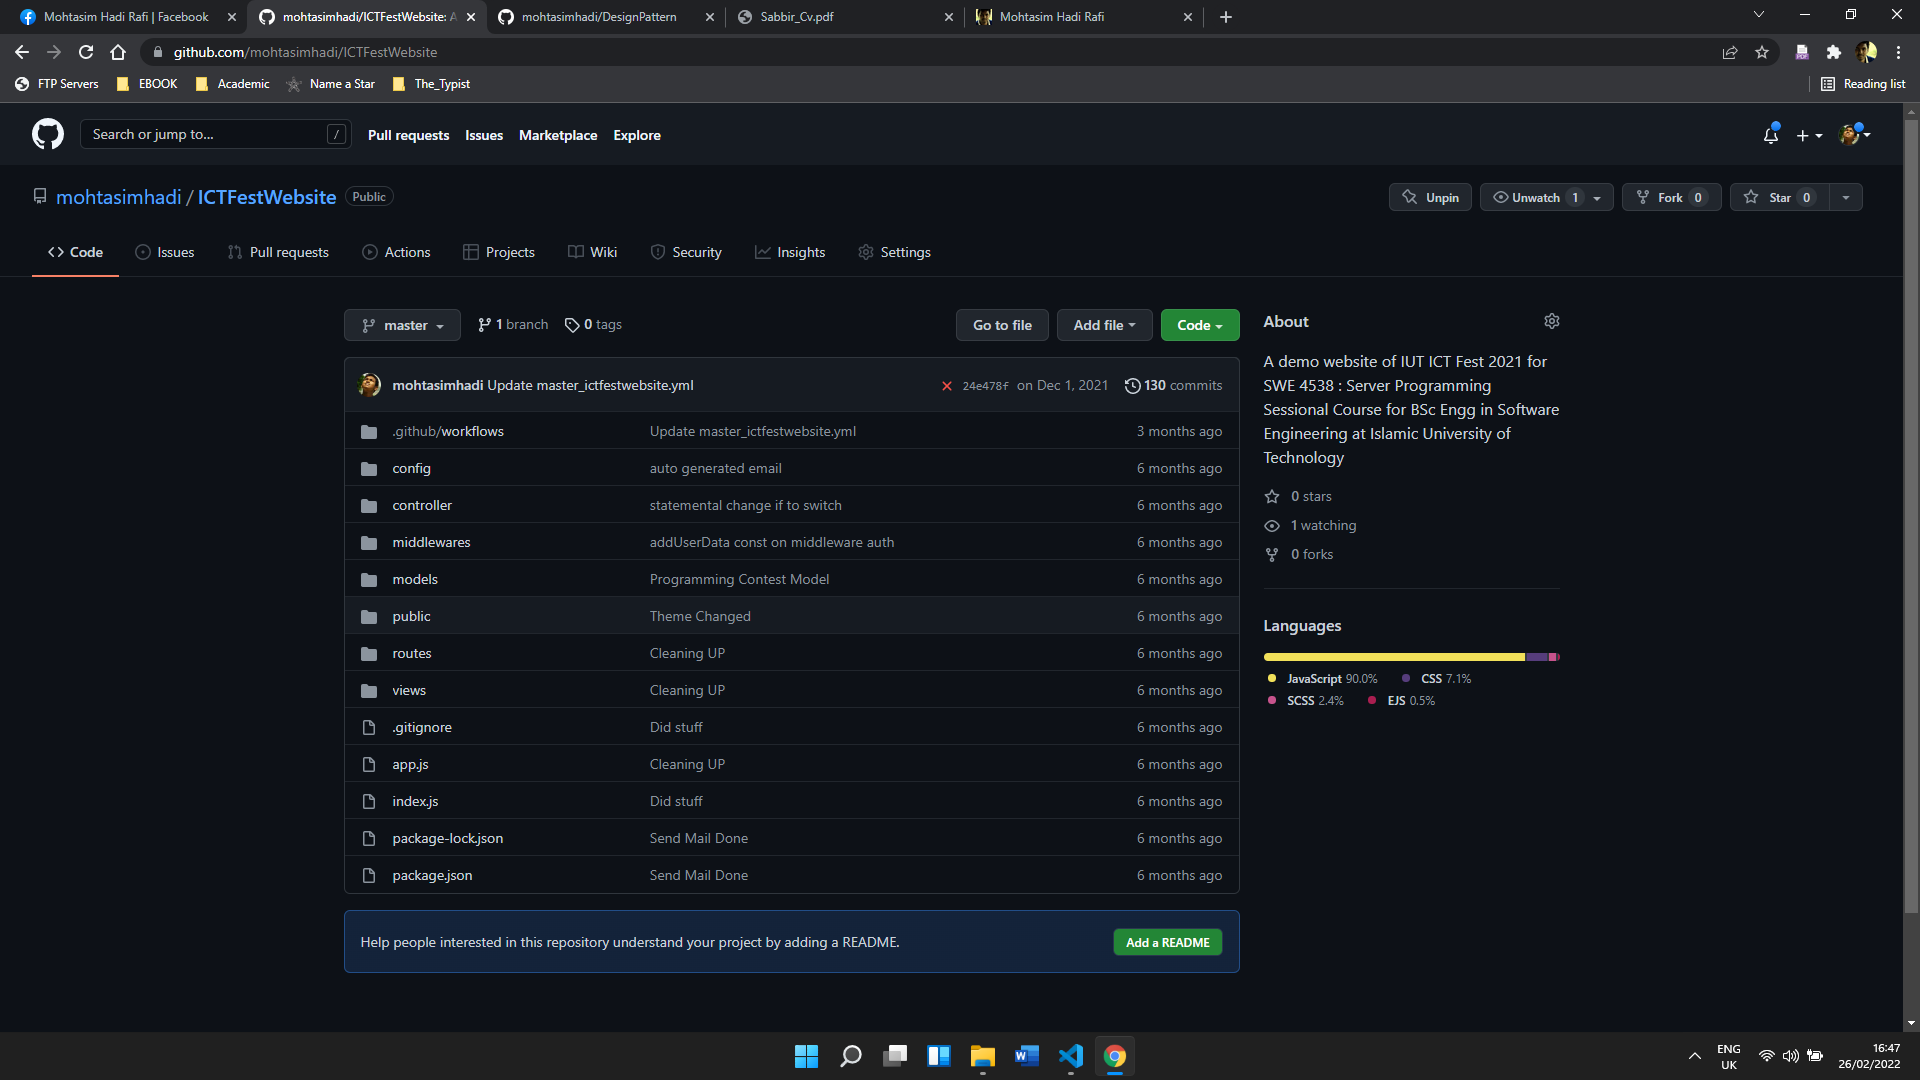 Mohtasim Hadi Rafi | Facebook
mohtasimhadi/ICTFestWebsite: A
mohtasimhadi/DesignPattern
Sabbir_Cv.pdf
Mohtasim Hadi Rafi
github.com/mohtasimhadi/ICTFestWebsite
FTP Servers EBOOK Academic Name a Star The_Typist Reading list
Search or jump to... / Pull requests Issues Marketplace Explore
mohtasimhadi / ICTFestWebsite Public Unpin Unwatch 1 Fork 0 Star 0
Code Issues Pull requests Actions Projects Wiki Security Insights Settings
master 1 branch 0 tags Go to file Add file Code
mohtasimhadi Update master_ictfestwebsite.yml 24e478f on Dec 1, 2021 130 commits
.github/workflows Update master_ictfestwebsite.yml 3 months ago
config auto generated email 6 months ago
controller statemental change if to switch 6 months ago
middlewares addUserData const on middleware auth 6 months ago
models Programming Contest Model 6 months ago
public Theme Changed 6 months ago
routes Cleaning UP 6 months ago
views Cleaning UP 6 months ago
.gitignore Did stuff 6 months ago
app.js Cleaning UP 6 months ago
index.js Did stuff 6 months ago
package-lock.json Send Mail Done 6 months ago
package.json Send Mail Done 6 months ago
Help people interested in this repository understand your project by adding a README. Add a README
About
A demo website of IUT ICT Fest 2021 for
SWE 4538 : Server Programming
Sessional Course for BSc Engg in Software
Engineering at Islamic University of
Technology
0 stars
1 watching
0 forks
Languages
JavaScript 90.0% CSS 7.1%
SCSS 2.4% EJS 0.5%
ENG
UK
16:47
26/02/2022